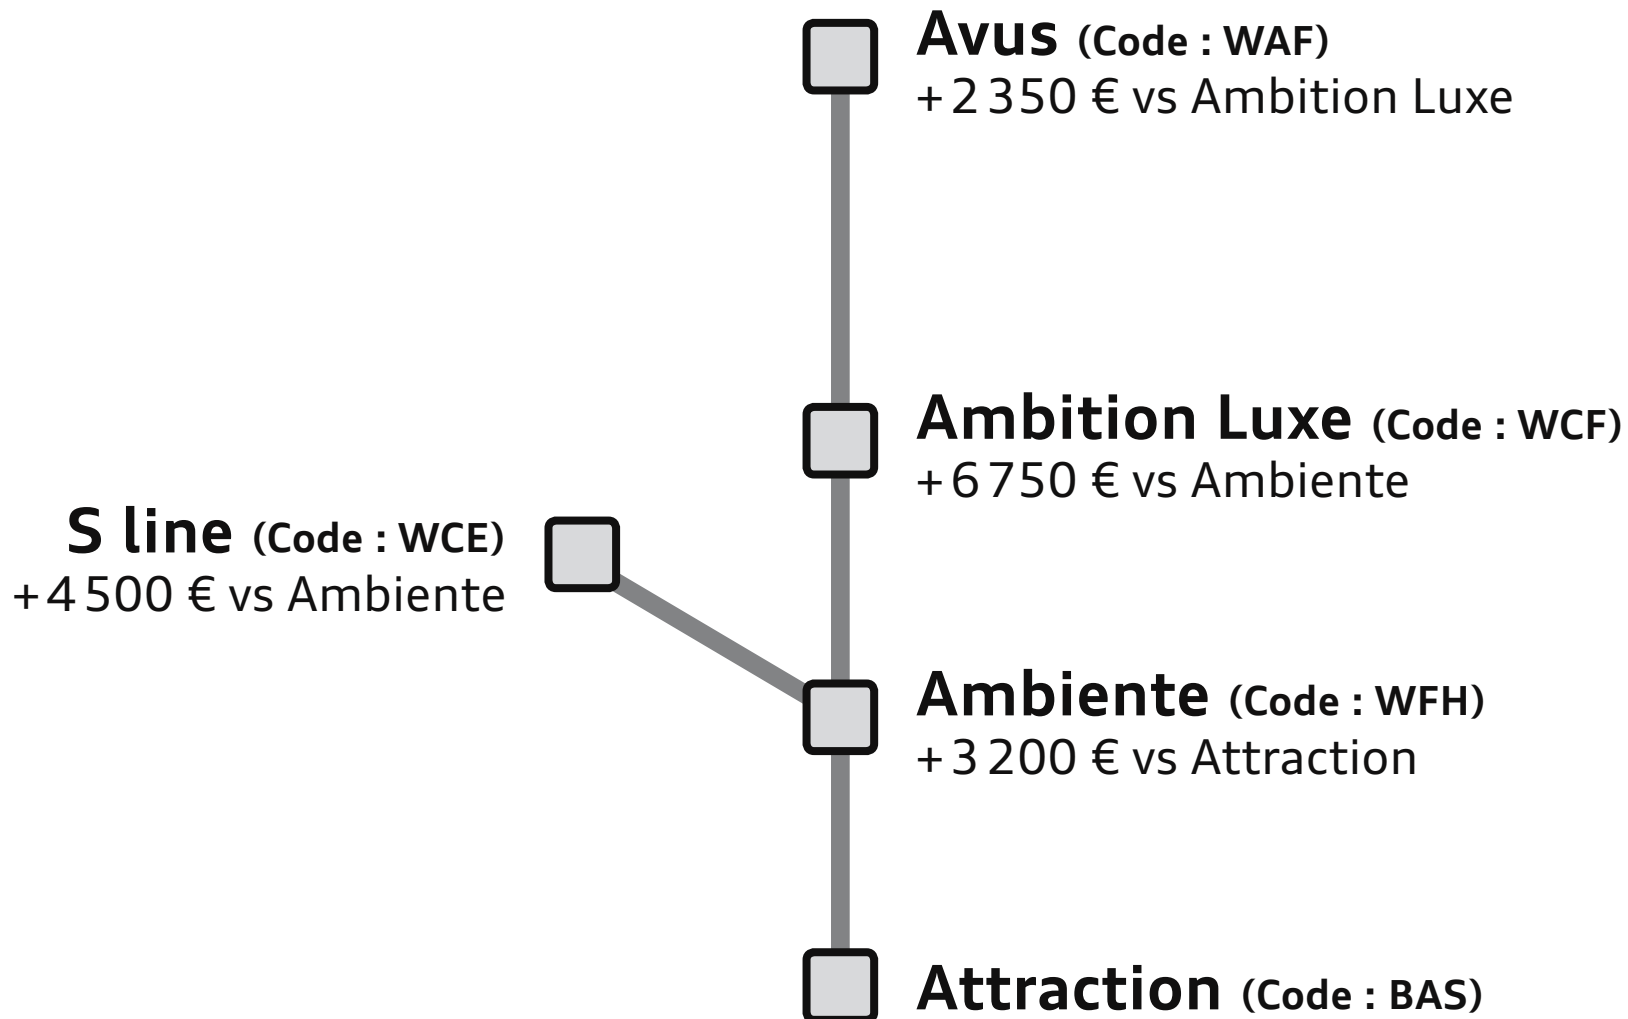 Avus (Code : WAF)
+2 350 € vs Ambition Luxe
Ambition Luxe (Code : WCF)
+6 750 € vs Ambiente
S line (Code : WCE)
+4 500 € vs Ambiente
Ambiente (Code : WFH)
+3 200 € vs Attraction
Attraction (Code : BAS)